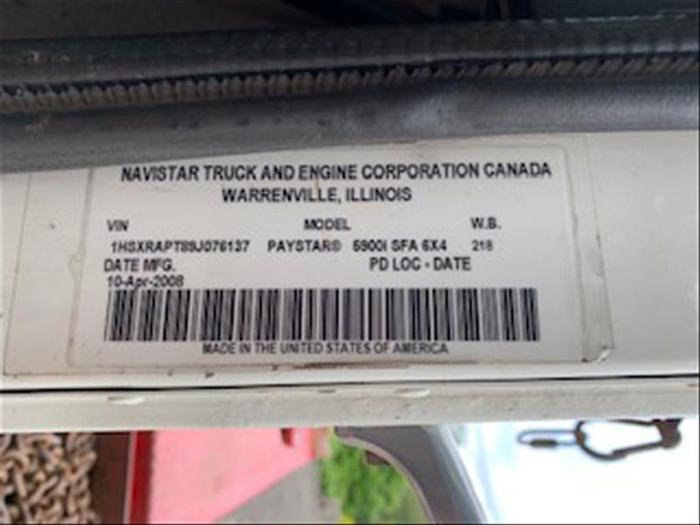 NAVISTAR TRUCK AND ENGINE CORPORATION CANADA
WARRENVILLE, ILLINOIS
VIN MODEL W.B.
1HSXRAPT89J076137 PAYSTAR® 5900i SFA 6X4 218
DATE MFG. PD LOC - DATE
10-Apr-2008
MADE IN THE UNITED STATES OF AMERICA